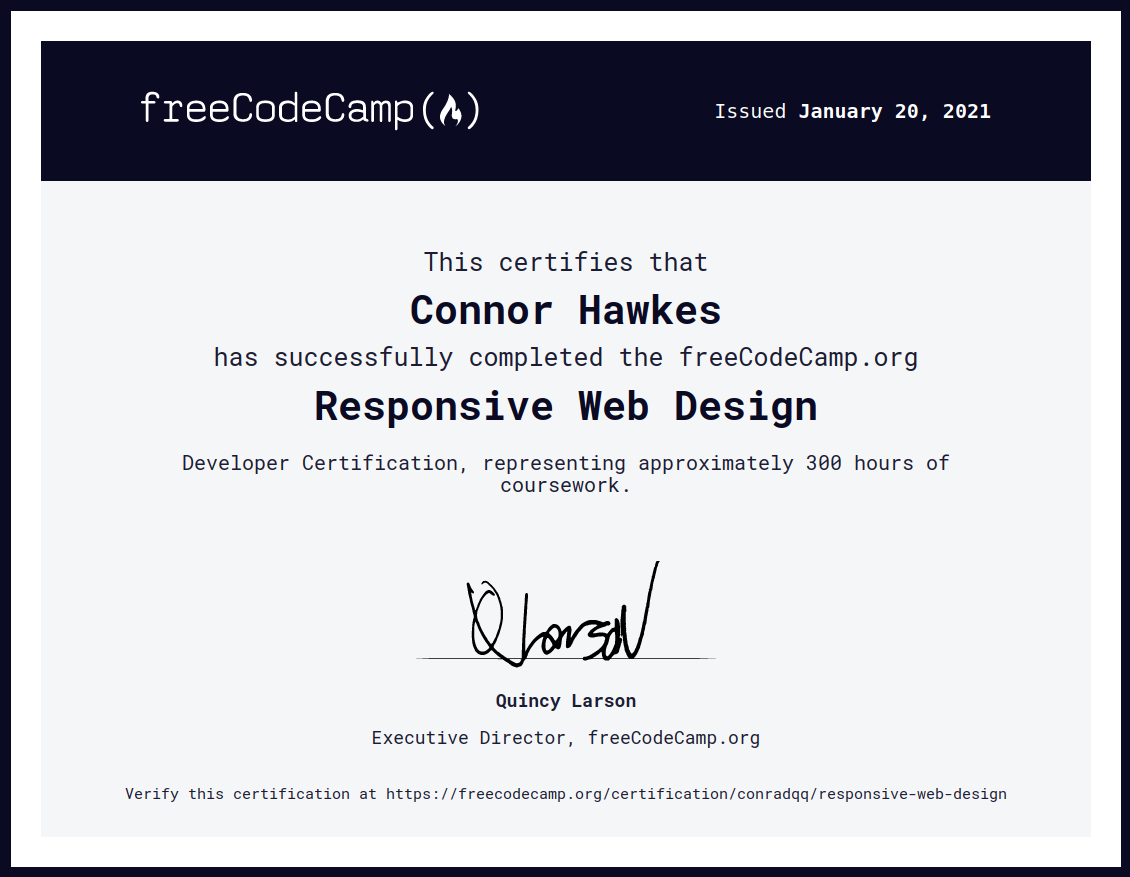 freeCodeCamp(🔥)
Issued January 20, 2021
This certifies that
Connor Hawkes
has successfully completed the freeCodeCamp.org
Responsive Web Design
Developer Certification, representing approximately 300 hours of
coursework.
Q Larson
Quincy Larson
Executive Director, freeCodeCamp.org
Verify this certification at https://freecodecamp.org/certification/conradqq/responsive-web-design